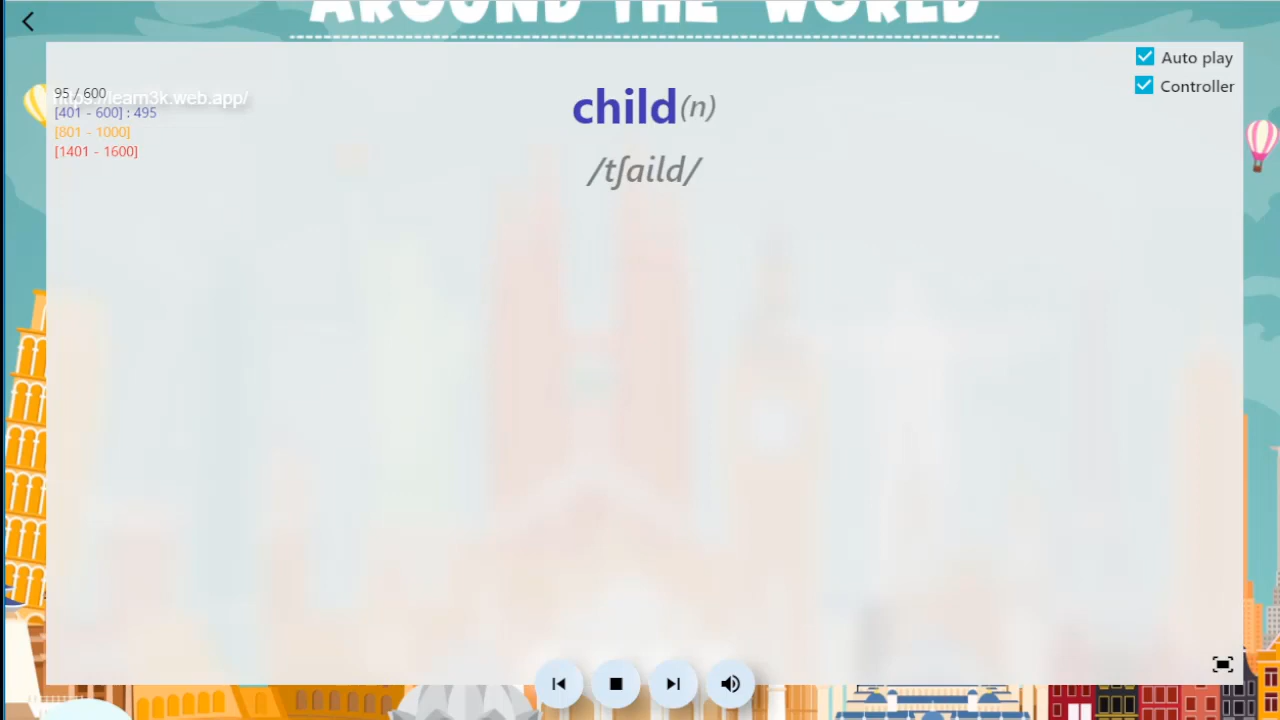 AROUND THE WORLD
Auto play
Controller
95 / 600
https://learn3k.web.app/
[401 - 600] : 495
[801 - 1000]
[1401 - 1600]
child(n)
/tʃaild/